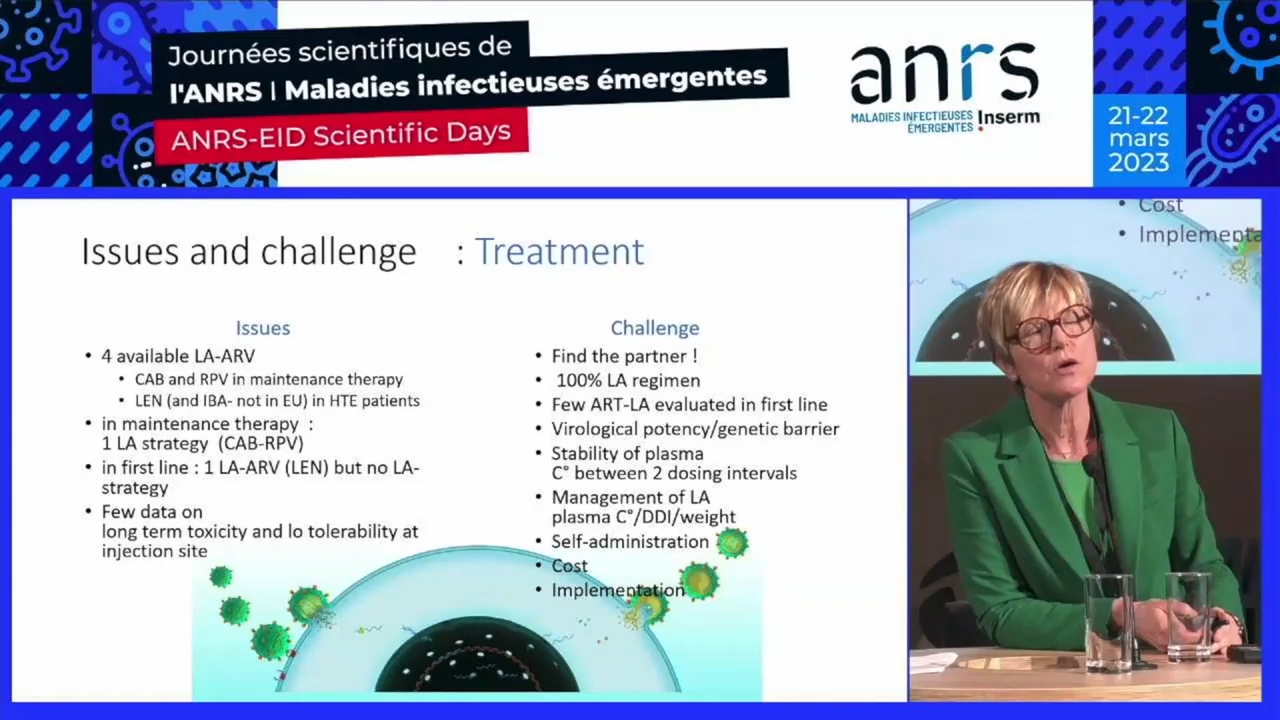 Journées scientifiques de
l'ANRS | Maladies infectieuses émergentes
ANRS-EID Scientific Days
anrs
MALADIES INFECTIEUSES
ÉMERGENTES
Inserm
21-22
mars
2023
Issues and challenge : Treatment
Issues
• 4 available LA-ARV
• CAB and RPV in maintenance therapy
• LEN (and IBA- not in EU) in HTE patients
• in maintenance therapy :
1 LA strategy (CAB-RPV)
• in first line : 1 LA-ARV (LEN) but no LA-
strategy
• Few data on
long term toxicity and lo tolerability at
injection site
Challenge
• Find the partner !
• 100% LA regimen
• Few ART-LA evaluated in first line
• Virological potency/genetic barrier
• Stability of plasma
C° between 2 dosing intervals
• Management of LA
plasma C°/DDI/weight
• Self-administration
• Cost
• Implementation
• Cost
• Implementa